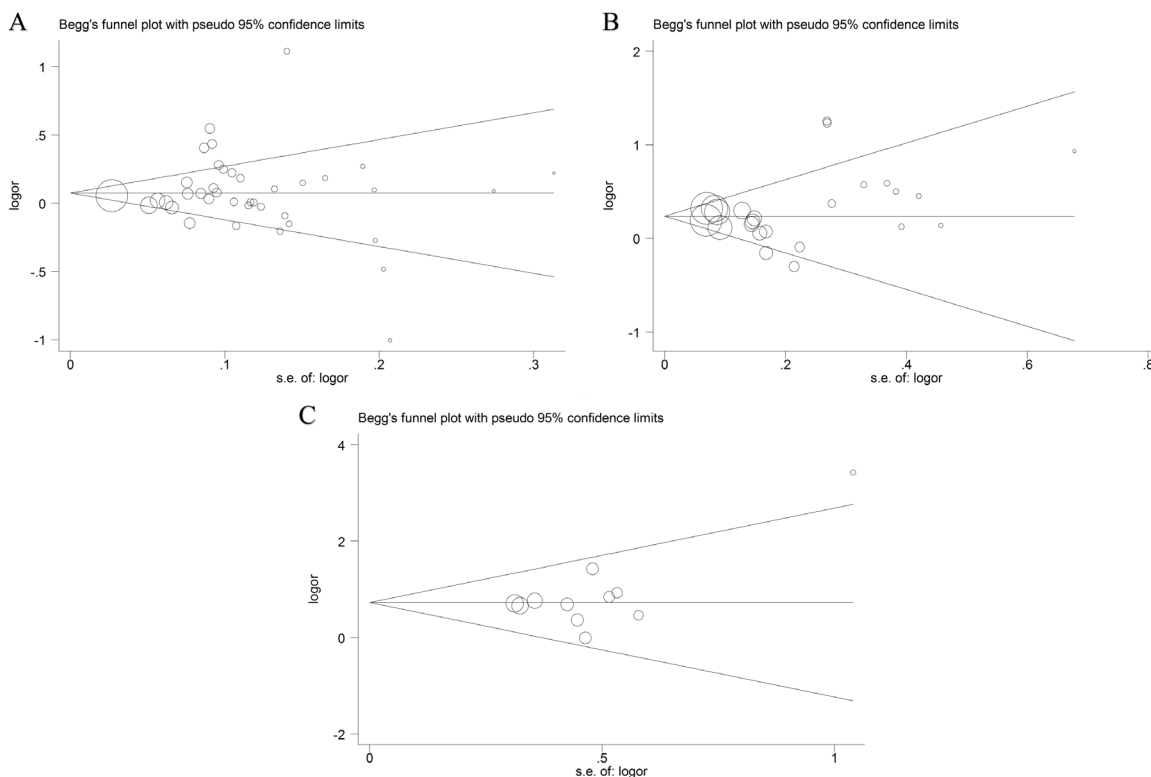 A
Begg's funnel plot with pseudo 95% confidence limits
logor
1
.5
0
-.5
-1
0
.1
.2
.3
s.e. of: logor
B
Begg's funnel plot with pseudo 95% confidence limits
logor
2
1
0
-1
0
.2
.4
.6
.8
s.e. of: logor
C
Begg's funnel plot with pseudo 95% confidence limits
logor
4
2
0
-2
0
.5
1
s.e. of: logor